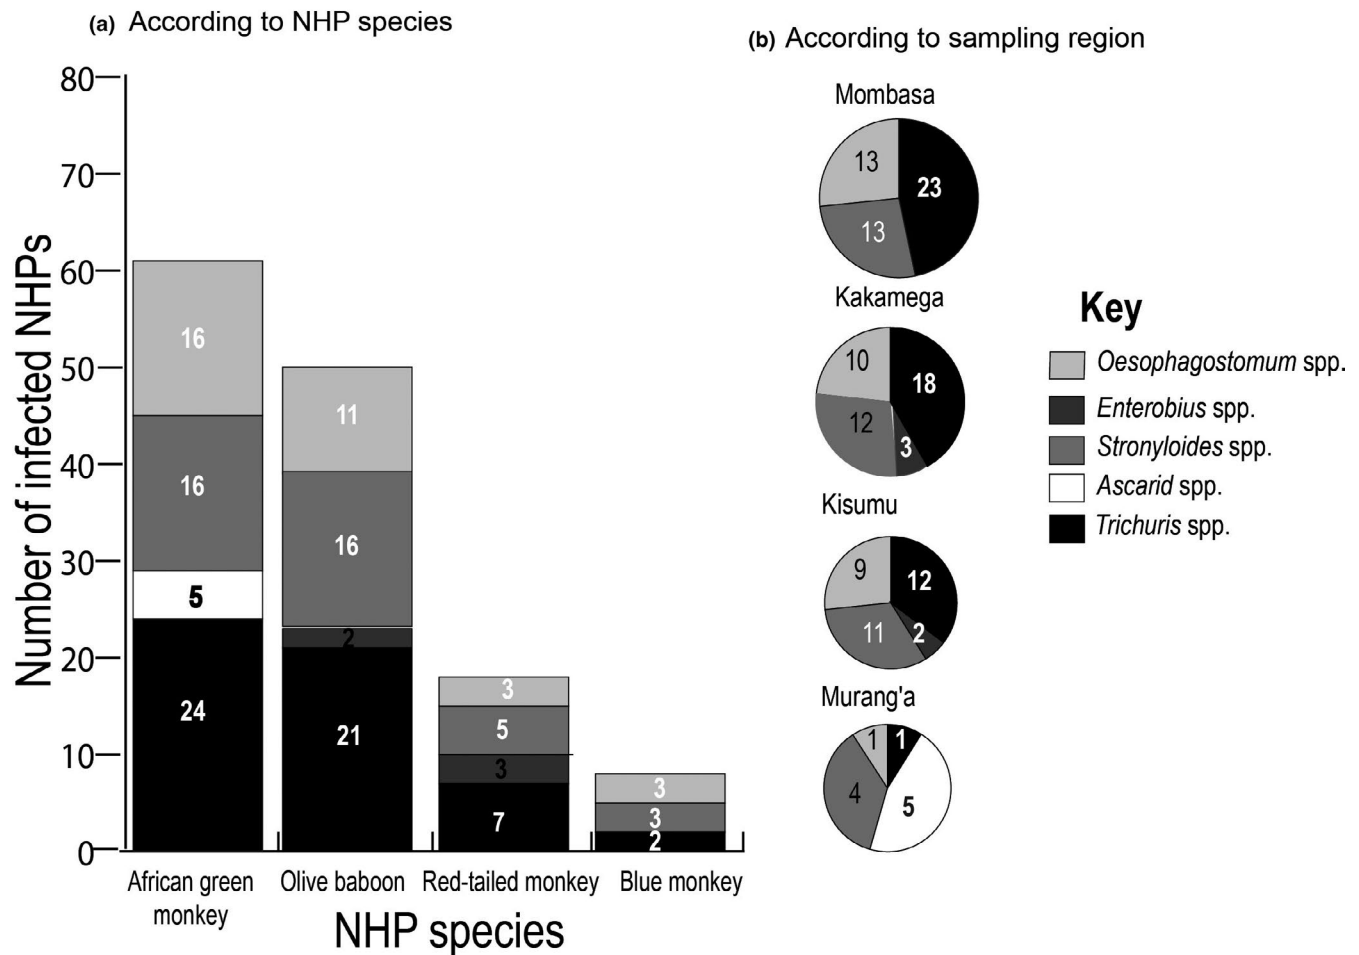 (a) According to NHP species
(b) According to sampling region
Number of infected NHPs
80
70
60
50
40
30
20
10
0
16
16
5
24
11
16
2
21
3
5
3
7
3
3
2
African green
monkey
Olive baboon
Red-tailed monkey
Blue monkey
NHP species
Mombasa
13
23
13
Kakamega
10
18
12
3
Kisumu
9
12
11
2
Murang'a
1
1
4
5
Key
Oesophagostomum spp.
Enterobius spp.
Stronyloides spp.
Ascarid spp.
Trichuris spp.